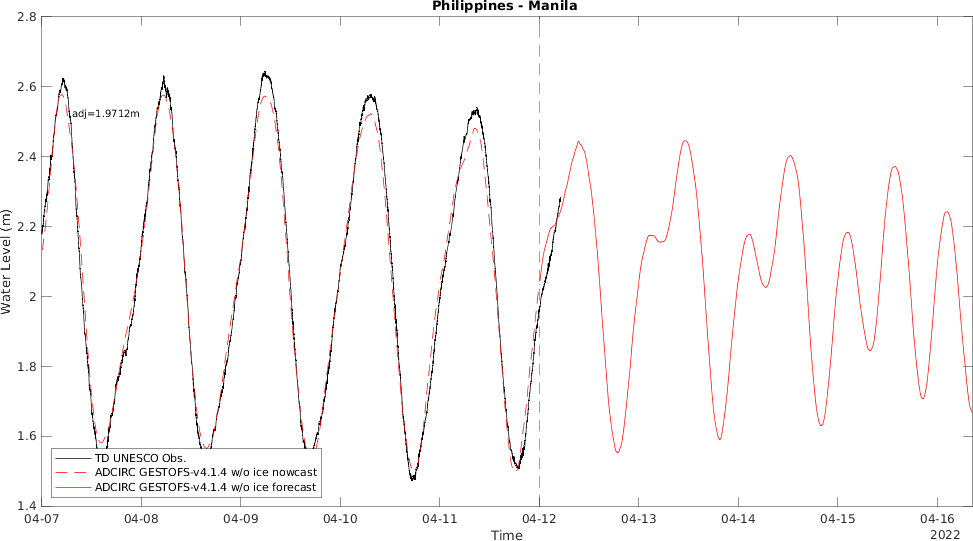 Philippines - Manila
2.8
2.6
2.4
2.2
2
1.8
1.6
1.4
Water Level (m)
adj=1.9712m
TD UNESCO Obs.
ADCIRC GESTOFS-v4.1.4 w/o ice nowcast
ADCIRC GESTOFS-v4.1.4 w/o ice forecast
04-07 04-08 04-09 04-10 04-11 04-12 04-13 04-14 04-15 04-16
Time
2022